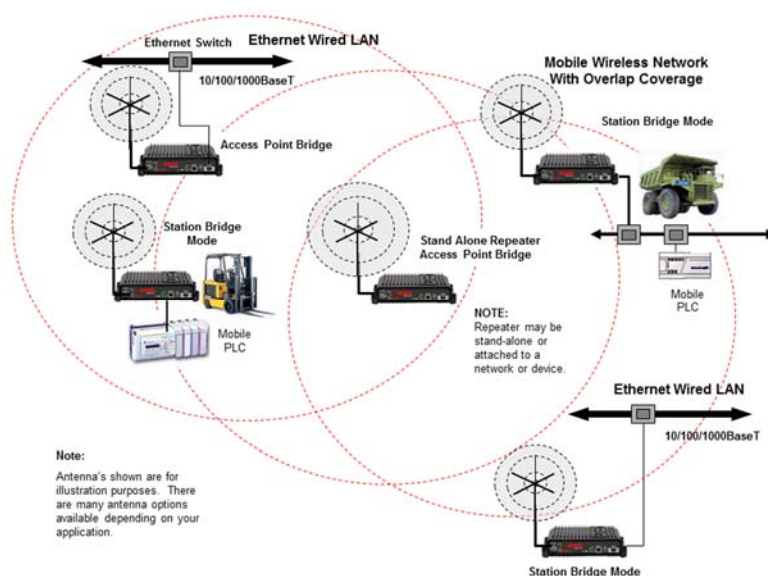 Ethernet Switch
Ethernet Wired LAN
10/100/1000BaseT
Access Point Bridge
Mobile Wireless Network
With Overlap Coverage
Station Bridge Mode
Station Bridge
Mode
Mobile
PLC
Stand Alone Repeater
Access Point Bridge
NOTE:
Repeater may be
stand-alone or
attached to a
network or device.
Mobile
PLC
Ethernet Wired LAN
10/100/1000BaseT
Note:
Antenna's shown are for
illustration purposes. There
are many antenna options
available depending on your
application.
Station Bridge Mode